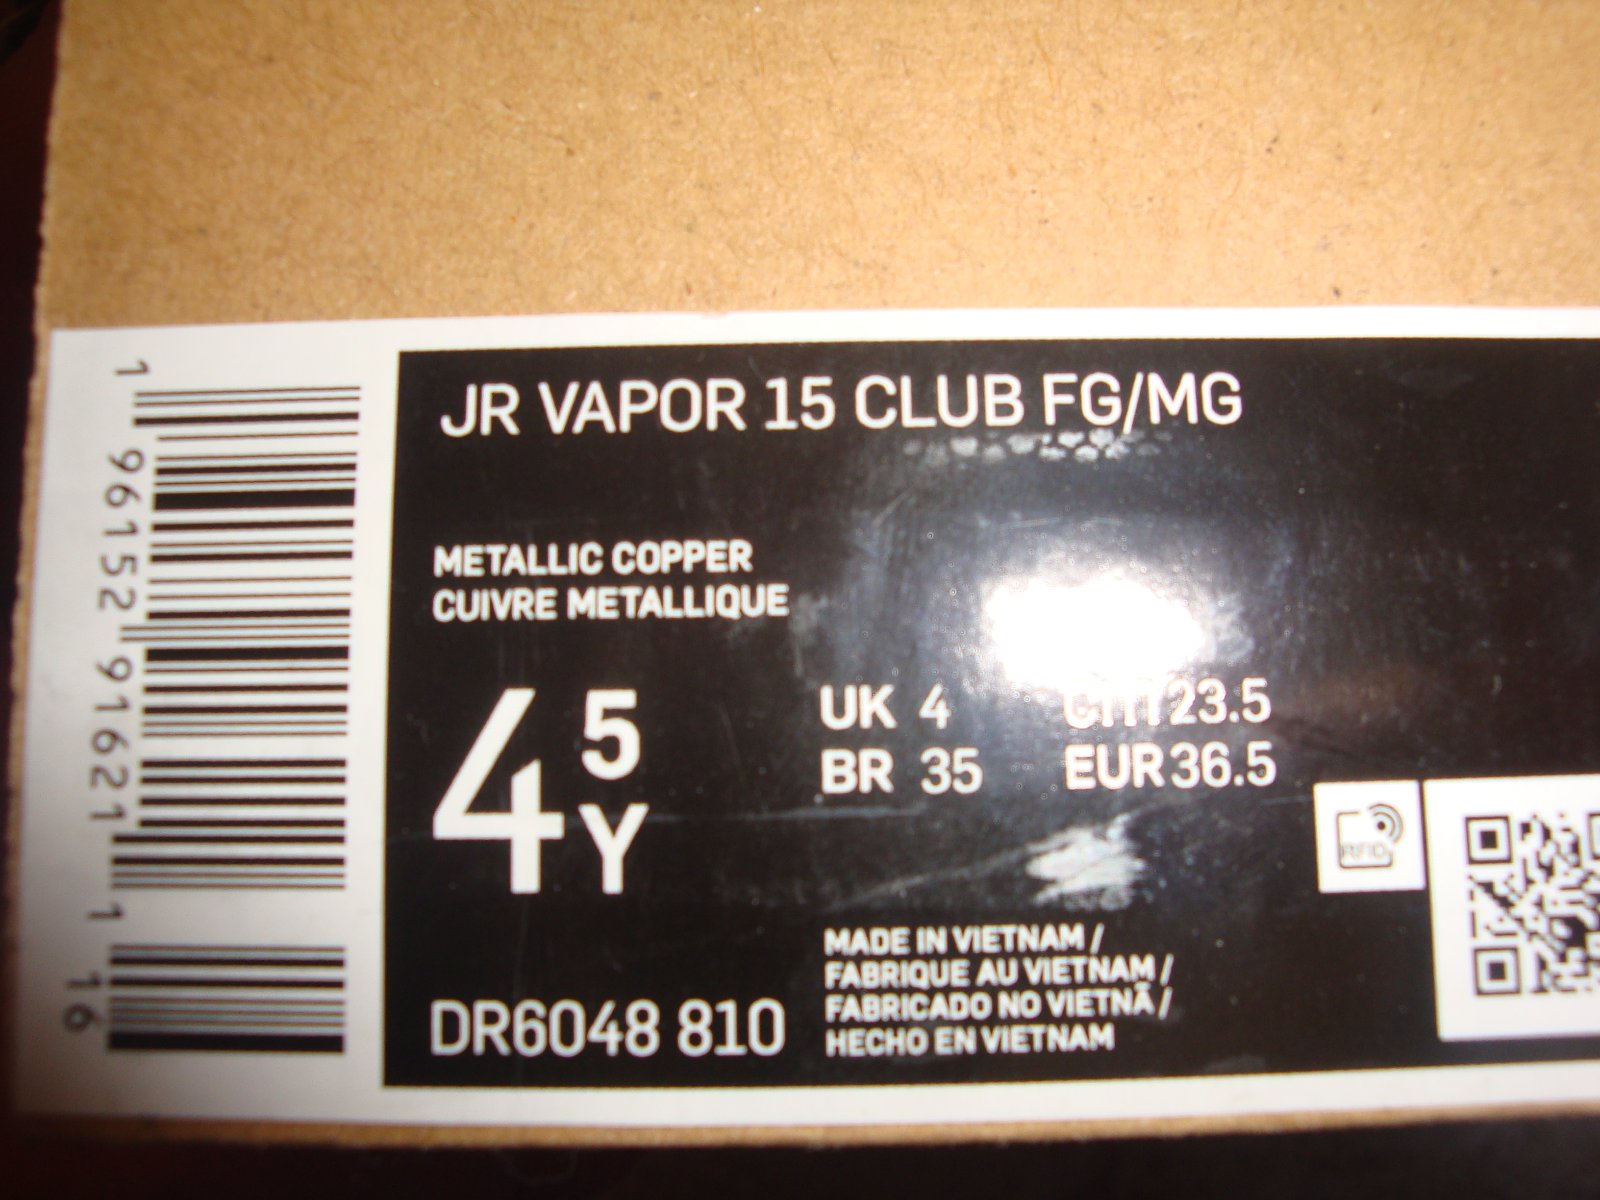 JR VAPOR 15 CLUB FG/MG
METALLIC COPPER
CUIVRE METALLIQUE
4 5 Y
UK 4 cm 23.5
BR 35 EUR 36.5
RFID
MADE IN VIETNAM /
FABRIQUE AU VIETNAM /
FABRICADO NO VIETNÃ /
HECHO EN VIETNAM
DR6048 810
1 96152 91621 1 16